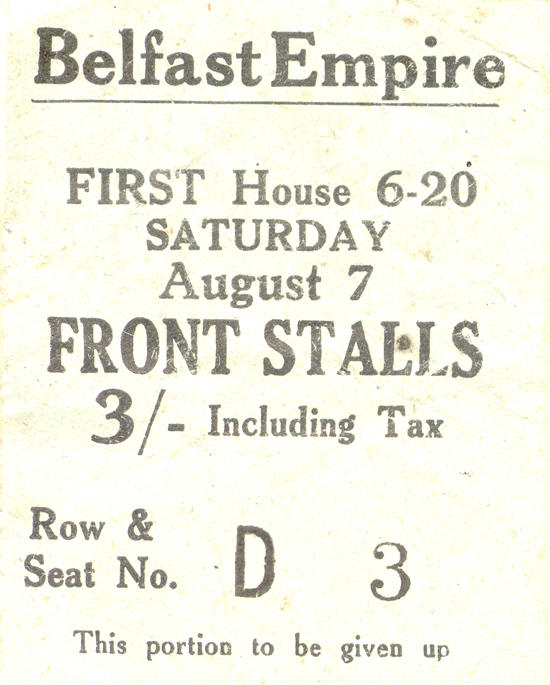 Belfast Empire
FIRST House 6-20
SATURDAY
August 7
FRONT STALLS
3/- Including Tax
Row &
Seat No. D 3
This portion to be given up